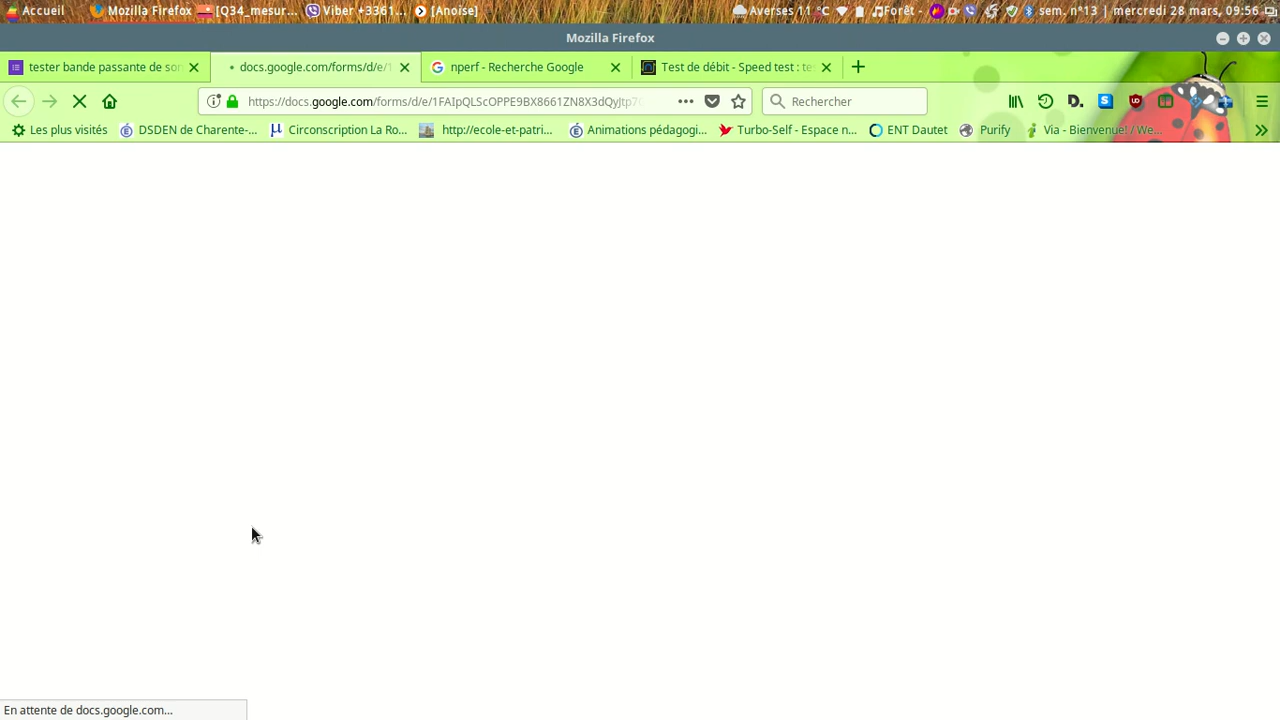 Accueil Mozilla Firefox [Q34_mesur... Viber +3361... [Anoise] Averses 11 °C Forêt - sem. n°13 | mercredi 28 mars, 09:56
Mozilla Firefox
tester bande passante de so docs.google.com/forms/d/e/1 nperf - Recherche Google Test de débit - Speed test : te
https://docs.google.com/forms/d/e/1FAIpQLScOPPE9BX8661ZN8X3dQyJtp7 Rechercher
Les plus visités DSDEN de Charente-... Circonscription La Ro... http://ecole-et-patri... Animations pédagogi... Turbo-Self - Espace n... ENT Dautet Purify Via - Bienvenue! / We...
En attente de docs.google.com...